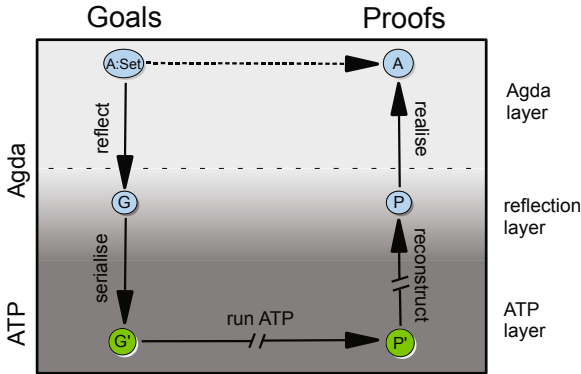 Goals
Proofs
A:Set
A
Agda
layer
reflect
realise
Agda
G
P
reflection
layer
serialise
reconstruct
run ATP
ATP
layer
ATP
G'
P'